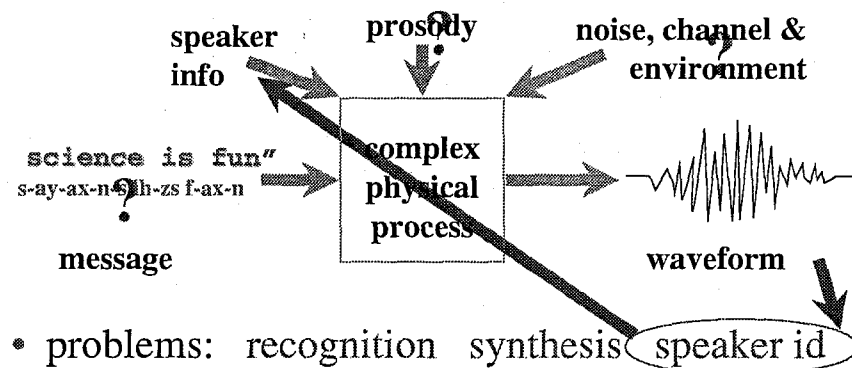 speaker info
prosody
?
noise, channel & environment
?
science is fun"
s-ay-ax-n-s ih-zs f-ax-n
?
message
complex
physical
process
waveform
• problems: recognition synthesis speaker id